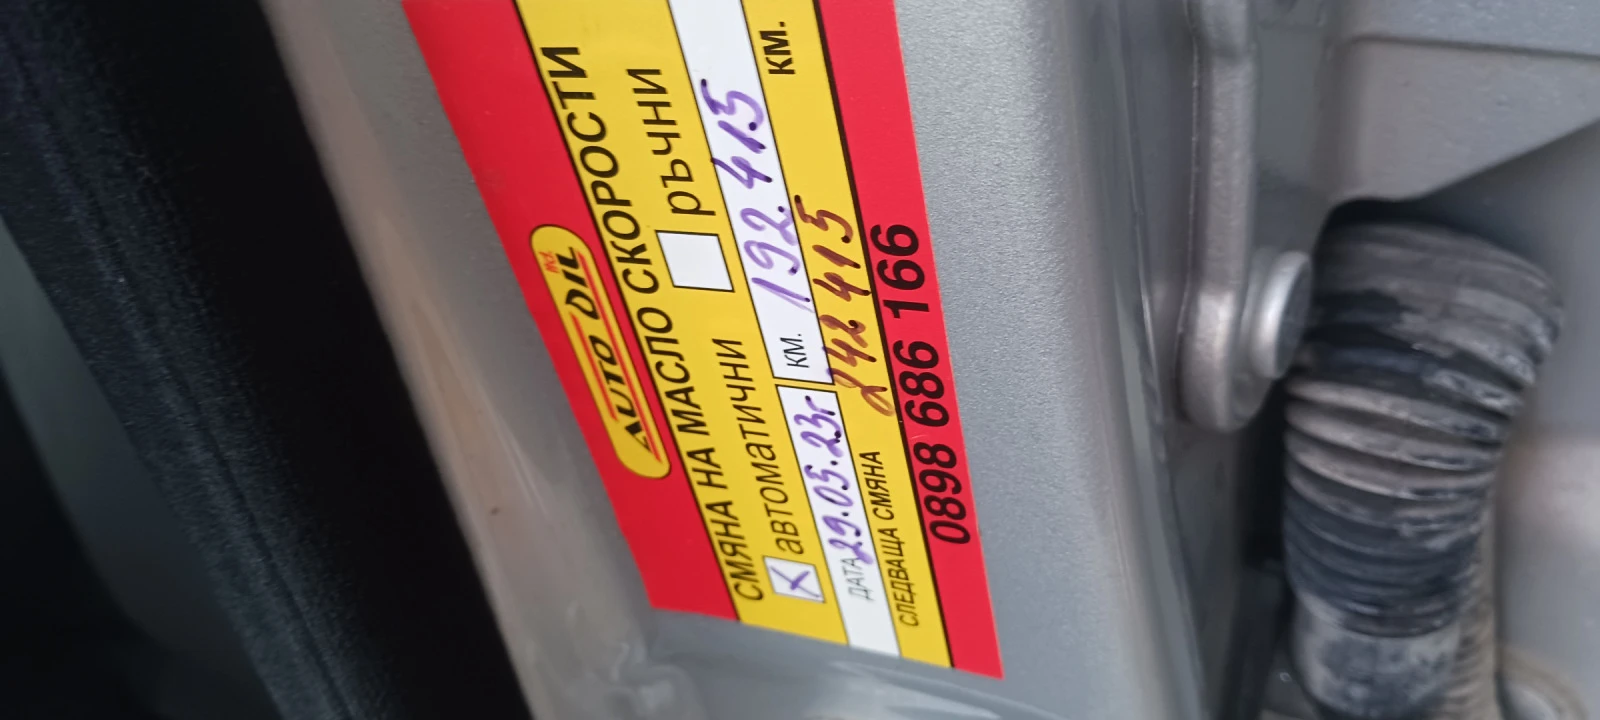 AUTO OIL
СМЯНА НА МАСЛО СКОРОСТИ
X автоматични ръчни
ДАТА 29.05.23г КМ. 192.415
СЛЕДВАЩА СМЯНА 242 415 КМ.
0898 686 166